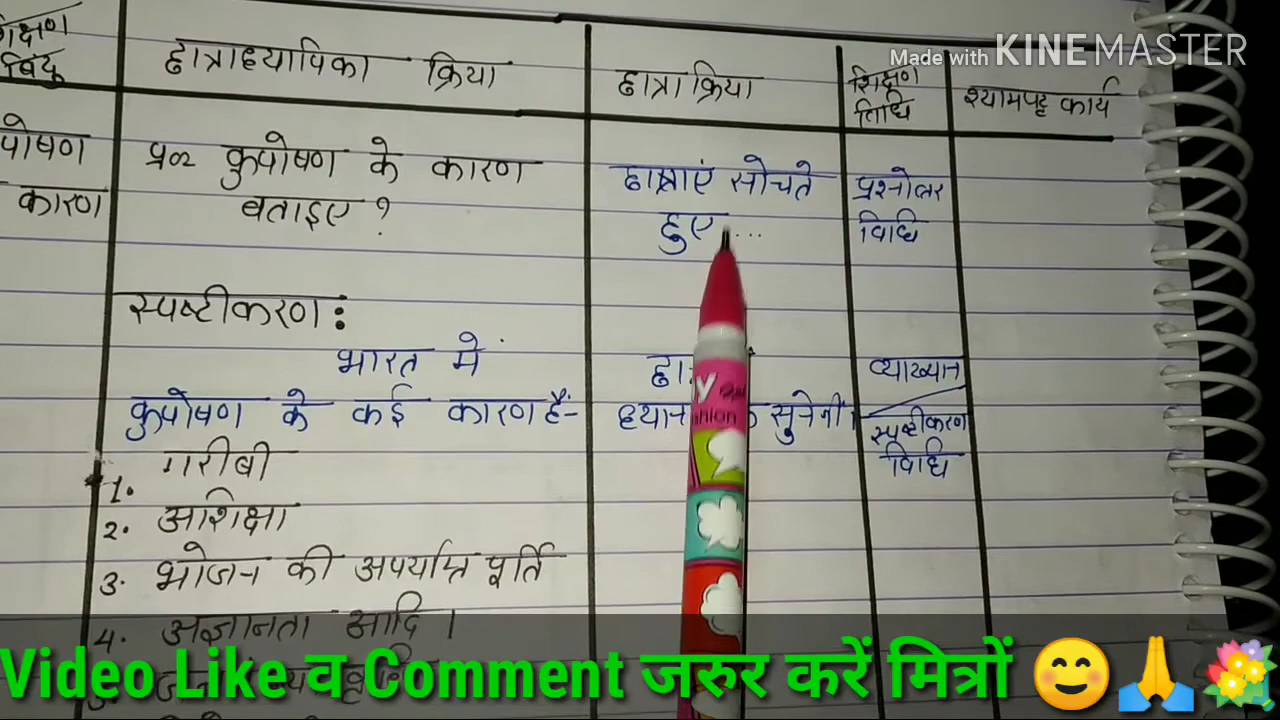 Made with KINEMASTER
शिक्षण
बिंदु
छात्राध्यापिका क्रिया
छात्रा क्रिया
शिक्षण
विधि
श्यामपट्ट कार्य
पोषण
कारण
प्र०2 कुपोषण के कारण
बताइए ?
छात्राएं सोचते
हुए ....
प्रश्नोत्तर
विधि
स्पष्टीकरण :
भारत में
कुपोषण के कई कारण हैं-
ध्यान सुनेगीं।
व्याख्यान
स्पष्टीकरण
विधि
1. गरीबी
2. अशिक्षा
3. भोजन की अपर्याप्त पूर्ति
4. अज्ञानता आदि ।
Video Like व Comment जरुर करें मित्रों 😊🙏💐